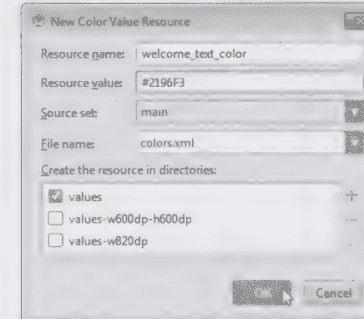 New Color Value Resource
Resource name: welcome_text_color
Resource value: #2196F3
Source set: main
File name: colors.xml
Create the resource in directories:
values
values-w600dp-h600dp
values-w820dp
OK Cancel